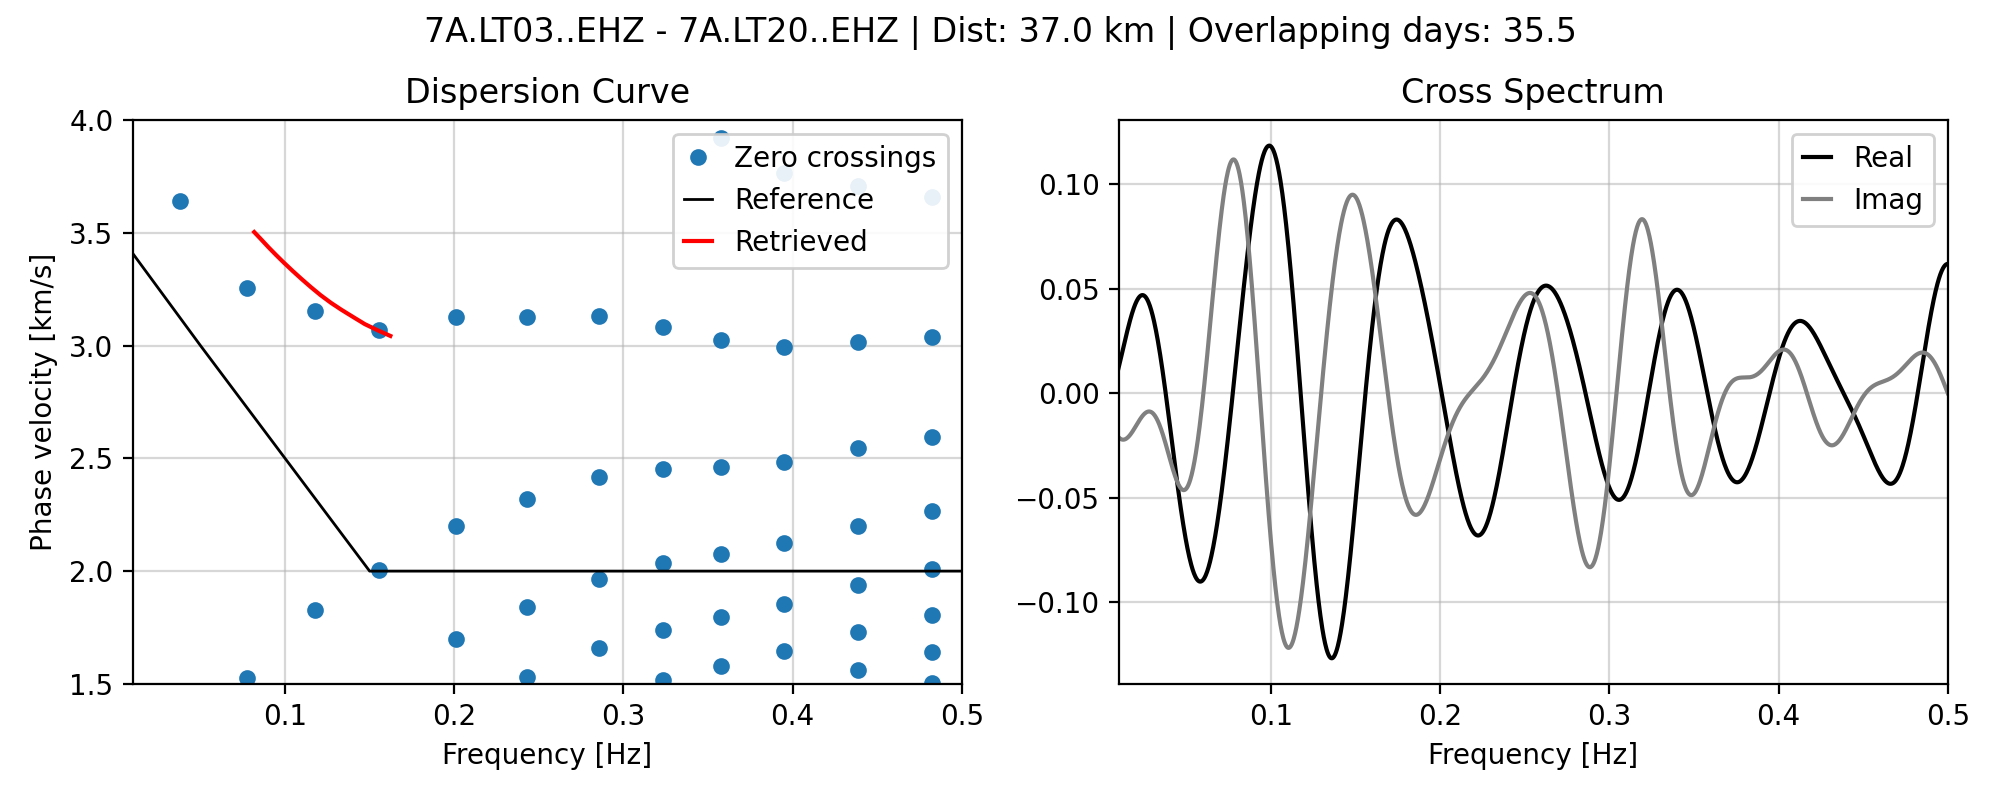 7A.LT03..EHZ - 7A.LT20..EHZ | Dist: 37.0 km | Overlapping days: 35.5
Dispersion Curve
Phase velocity [km/s]
4.0
3.5
3.0
2.5
2.0
1.5
Zero crossings
Reference
Retrieved
0.1
0.2
0.3
0.4
0.5
Frequency [Hz]
Cross Spectrum
0.10
0.05
0.00
−0.05
−0.10
Real
Imag
0.1
0.2
0.3
0.4
0.5
Frequency [Hz]